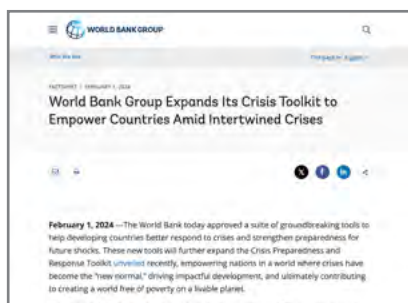 WORLD BANK GROUP
Who We Are
FACTSHEET | FEBRUARY 1, 2024
World Bank Group Expands Its Crisis Toolkit to
Empower Countries Amid Intertwined Crises
February 1, 2024 —The World Bank today approved a suite of groundbreaking tools to
help developing countries better respond to crises and strengthen preparedness for
future shocks. These new tools will further expand the Crisis Preparedness and
Response Toolkit unveiled recently, empowering nations in a world where crises have
become the "new normal," driving impactful development, and ultimately contributing
to creating a world free of poverty on a livable planet.